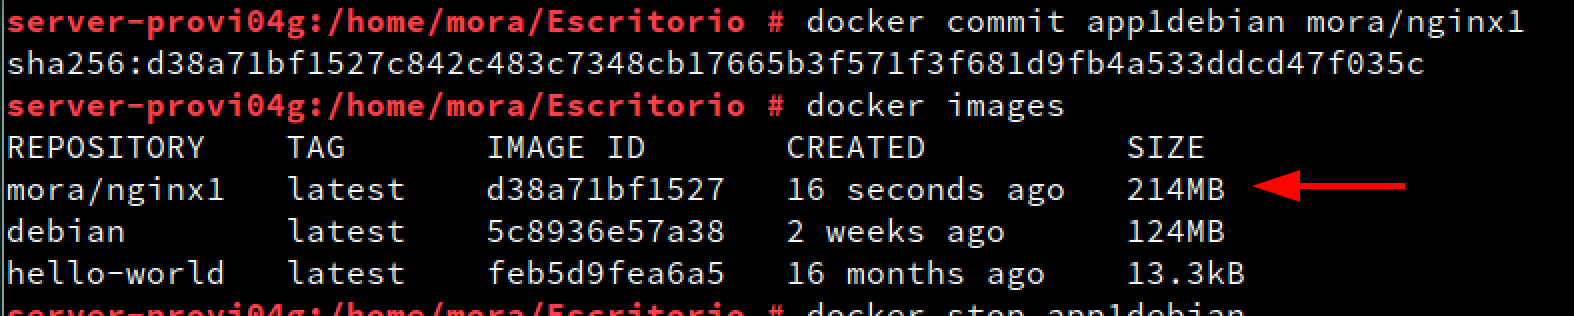 server-provi04g:/home/mora/Escritorio # docker commit app1debian mora/nginx1
sha256:d38a71bf1527c842c483c7348cb17665b3f571f3f681d9fb4a533ddcd47f035c
server-provi04g:/home/mora/Escritorio # docker images
REPOSITORY TAG IMAGE ID CREATED SIZE
mora/nginx1 latest d38a71bf1527 16 seconds ago 214MB
debian latest 5c8936e57a38 2 weeks ago 124MB
hello-world latest feb5d9fea6a5 16 months ago 13.3kB
server-provi04g:/home/mora/Escritorio # docker stop app1debian